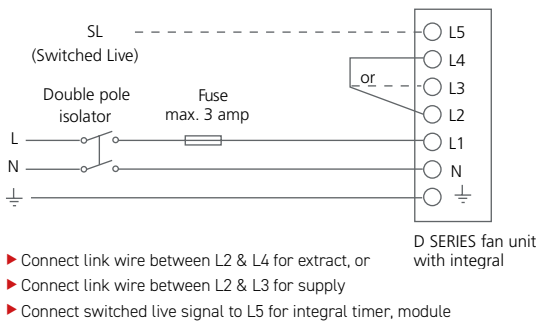 SL
(Switched Live)
Double pole
isolator
Fuse
max. 3 amp
or
L
N
L5
L4
L3
L2
L1
N
D SERIES fan unit
with integral
▶ Connect link wire between L2 & L4 for extract, or
▶ Connect link wire between L2 & L3 for supply
▶ Connect switched live signal to L5 for integral timer, module